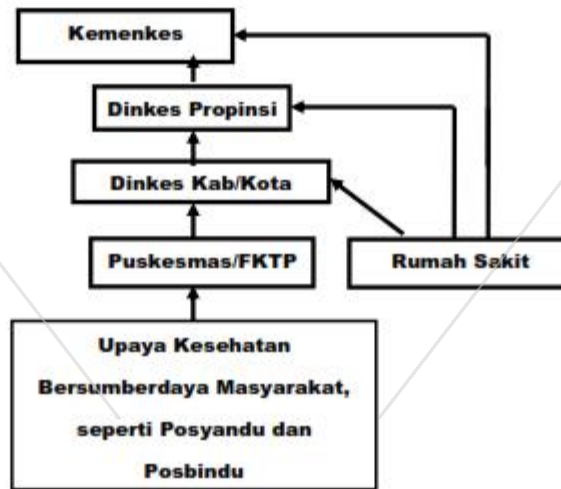 Kemenkes
Dinkes Propinsi
Dinkes Kab/Kota
Puskesmas/FKTP
Rumah Sakit
Upaya Kesehatan
Bersumberdaya Masyarakat,
seperti Posyandu dan
Posbindu